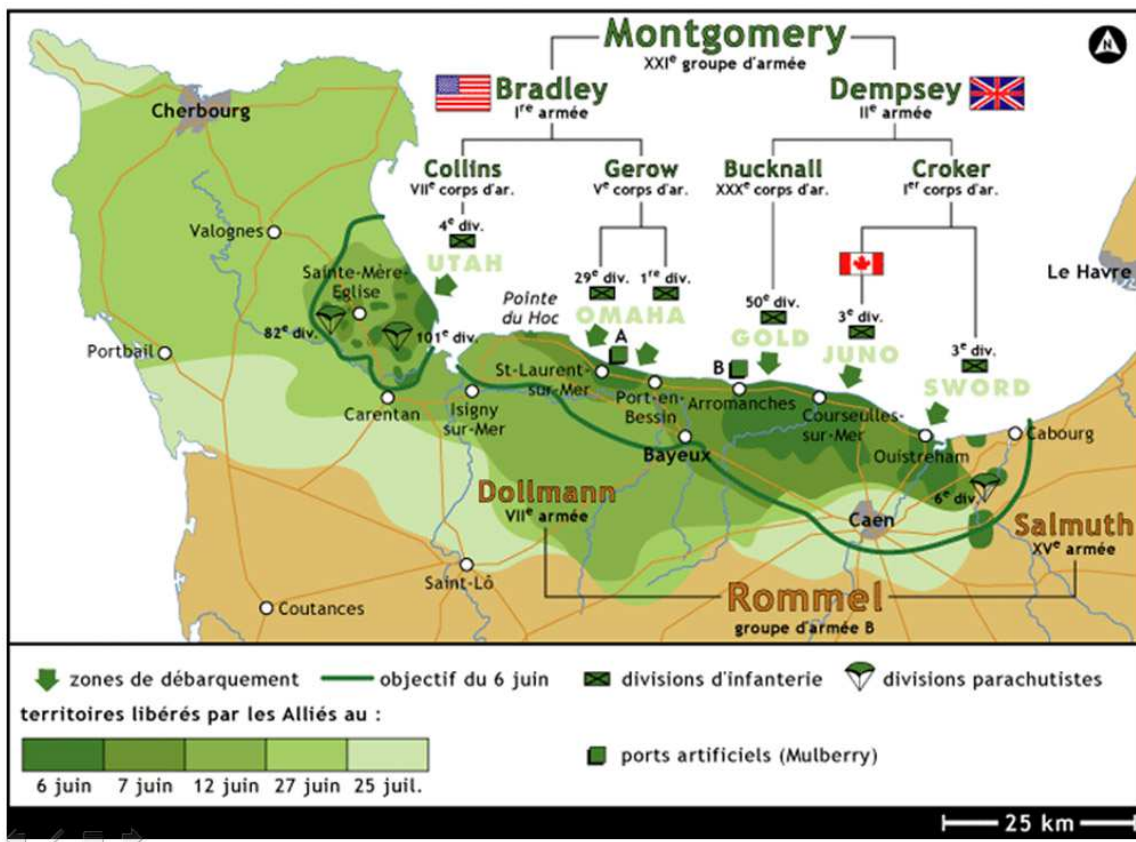 Montgomery
XXIe groupe d'armée
N
Bradley
Ire armée
Dempsey
IIe armée
Cherbourg
Collins
VIIe corps d'ar.
Gerow
Ve corps d'ar.
Bucknall
XXXe corps d'ar.
Croker
Ier corps d'ar.
Valognes
4e div.
UTAH
Sainte-Mère-
Eglise
82e div.
101e div.
Pointe
du Hoc
29e div.
1re div.
OMAHA
A
50e div.
GOLD
B
3e div.
JUNO
3e div.
SWORD
Le Havre
Portbail
Carentan
Isigny
sur-Mer
St-Laurent-
sur-Mer
Port-en-
Bessin
Arromanches
Courseulles-
sur-Mer
Bayeux
Ouistreham
Cabourg
6e div.
Caen
Dollmann
VIIe armée
Salmuth
XVe armée
Saint-Lô
Coutances
Rommel
groupe d'armée B
zones de débarquement
objectif du 6 juin
divisions d'infanterie
divisions parachutistes
territoires libérés par les Alliés au :
6 juin
7 juin
12 juin
27 juin
25 juil.
ports artificiels (Mulberry)
25 km